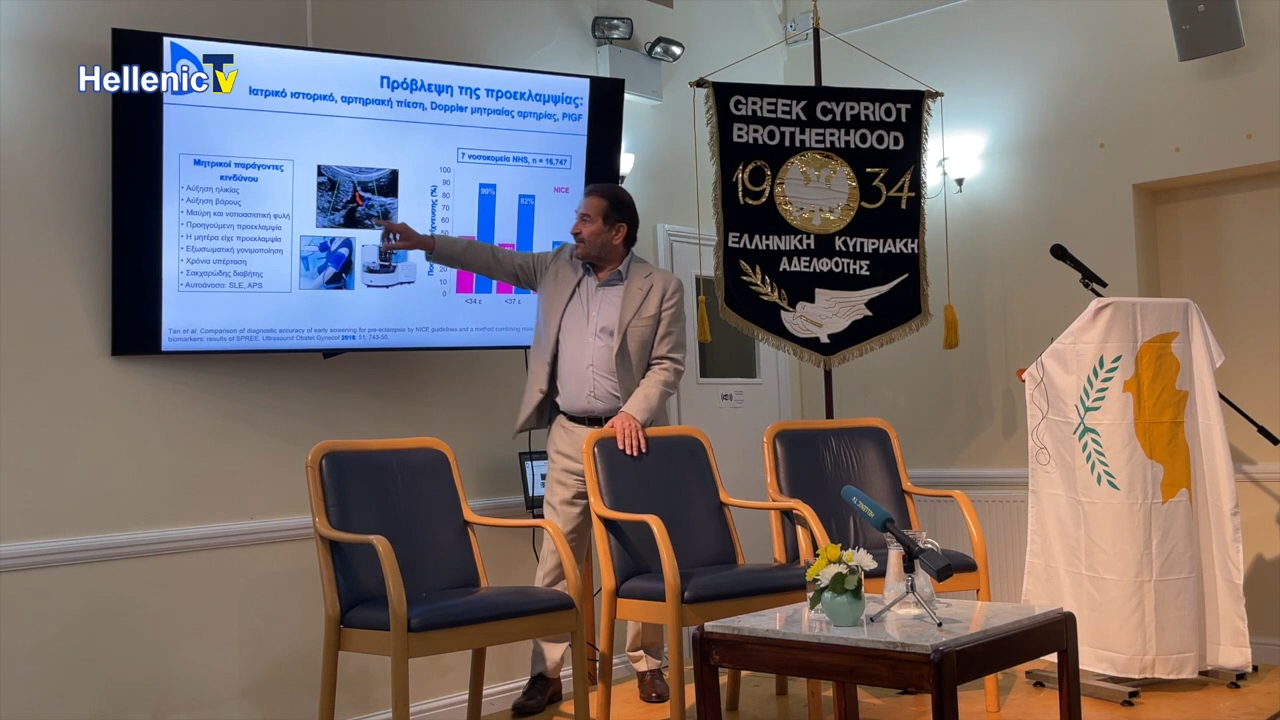 Hellenic Tv
Πρόβλεψη της προεκλαμψίας:
Ιατρικό ιστορικό, αρτηριακή πίεση, Doppler μητριαίας αρτηρίας, PIGF
Μητρικοί παράγοντες
κινδύνου
• Αύξηση ηλικίας
• Αύξηση βάρους
• Μαύρη και νοτιοασιατική φυλή
• Προηγούμενη προεκλαμψία
• Η μητέρα είχε προεκλαμψία
• Εξωσωματική γονιμοποίηση
• Χρόνια υπέρταση
• Σακχαρώδης διαβήτης
• Αυτοάνοσο: SLE, APS
7 νοσοκομεία NHS, n = 16,747
NICE
100
90
80
70
60
50
40
30
20
10
0
90%
82%
<34 ε
<37 ε
Tan et al. Comparison of diagnostic accuracy of early screening for pre-eclampsia by NICE guidelines and a method combining
biomarkers: results of SPREE, Ultrasound Obstet Gynecol 2018; 51: 743-50.
GREEK CYPRIOT
BROTHERHOOD
1934
ΕΛΛΗΝΙΚΗ ΚΥΠΡΙΑΚΗ
ΑΔΕΛΦΟΤΗΣ
HELLENIC TV